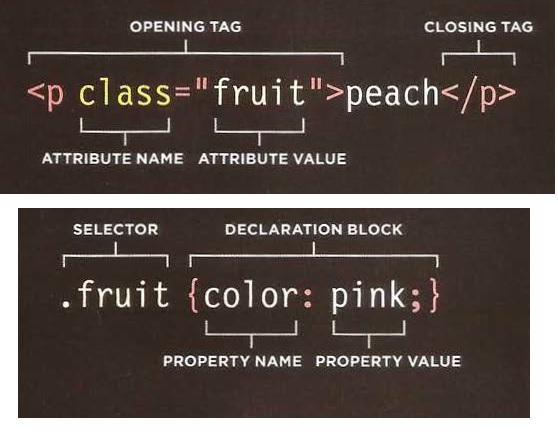 OPENING TAG CLOSING TAG
<p class="fruit">peach</p>
ATTRIBUTE NAME ATTRIBUTE VALUE
SELECTOR DECLARATION BLOCK
.fruit {color: pink;}
PROPERTY NAME PROPERTY VALUE